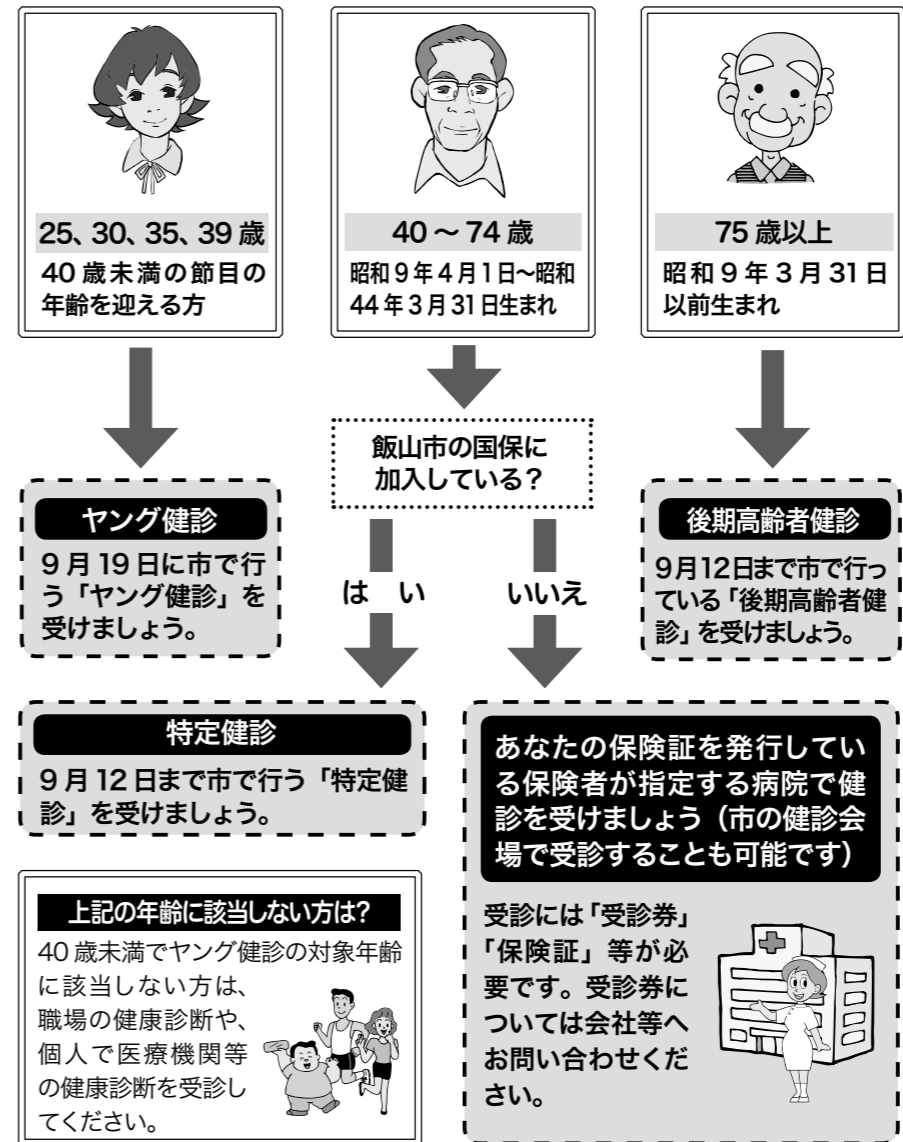 25、30、35、39 歳
40 歳未満の節目の
年齢を迎える方
40 ～ 74 歳
昭和 9 年 4 月 1 日～昭和
44 年 3 月 31 日生まれ
75 歳以上
昭和 9 年 3 月 31 日
以前生まれ
飯山市の国保に
加入している？
は い
いいえ
ヤング健診
9 月 19 日に市で行
う「ヤング健診」を
受けましょう。
後期高齢者健診
9月12日まで市で行っ
ている「後期高齢者健
診」を受けましょう。
特定健診
9 月 12 日まで市で行う「特定健
診」を受けましょう。
あなたの保険証を発行してい
る保険者が指定する病院で健
診を受けましょう（市の健診会
場で受診することも可能です）
受診には「受診券」
「保険証」等が必
要です。受診券に
ついては会社等へ
お問い合わせくだ
さい。
上記の年齢に該当しない方は?
40 歳未満でヤング健診の対象年齢
に該当しない方は、
職場の健康診断や、
個人で医療機関等
の健康診断を受診し
てください。